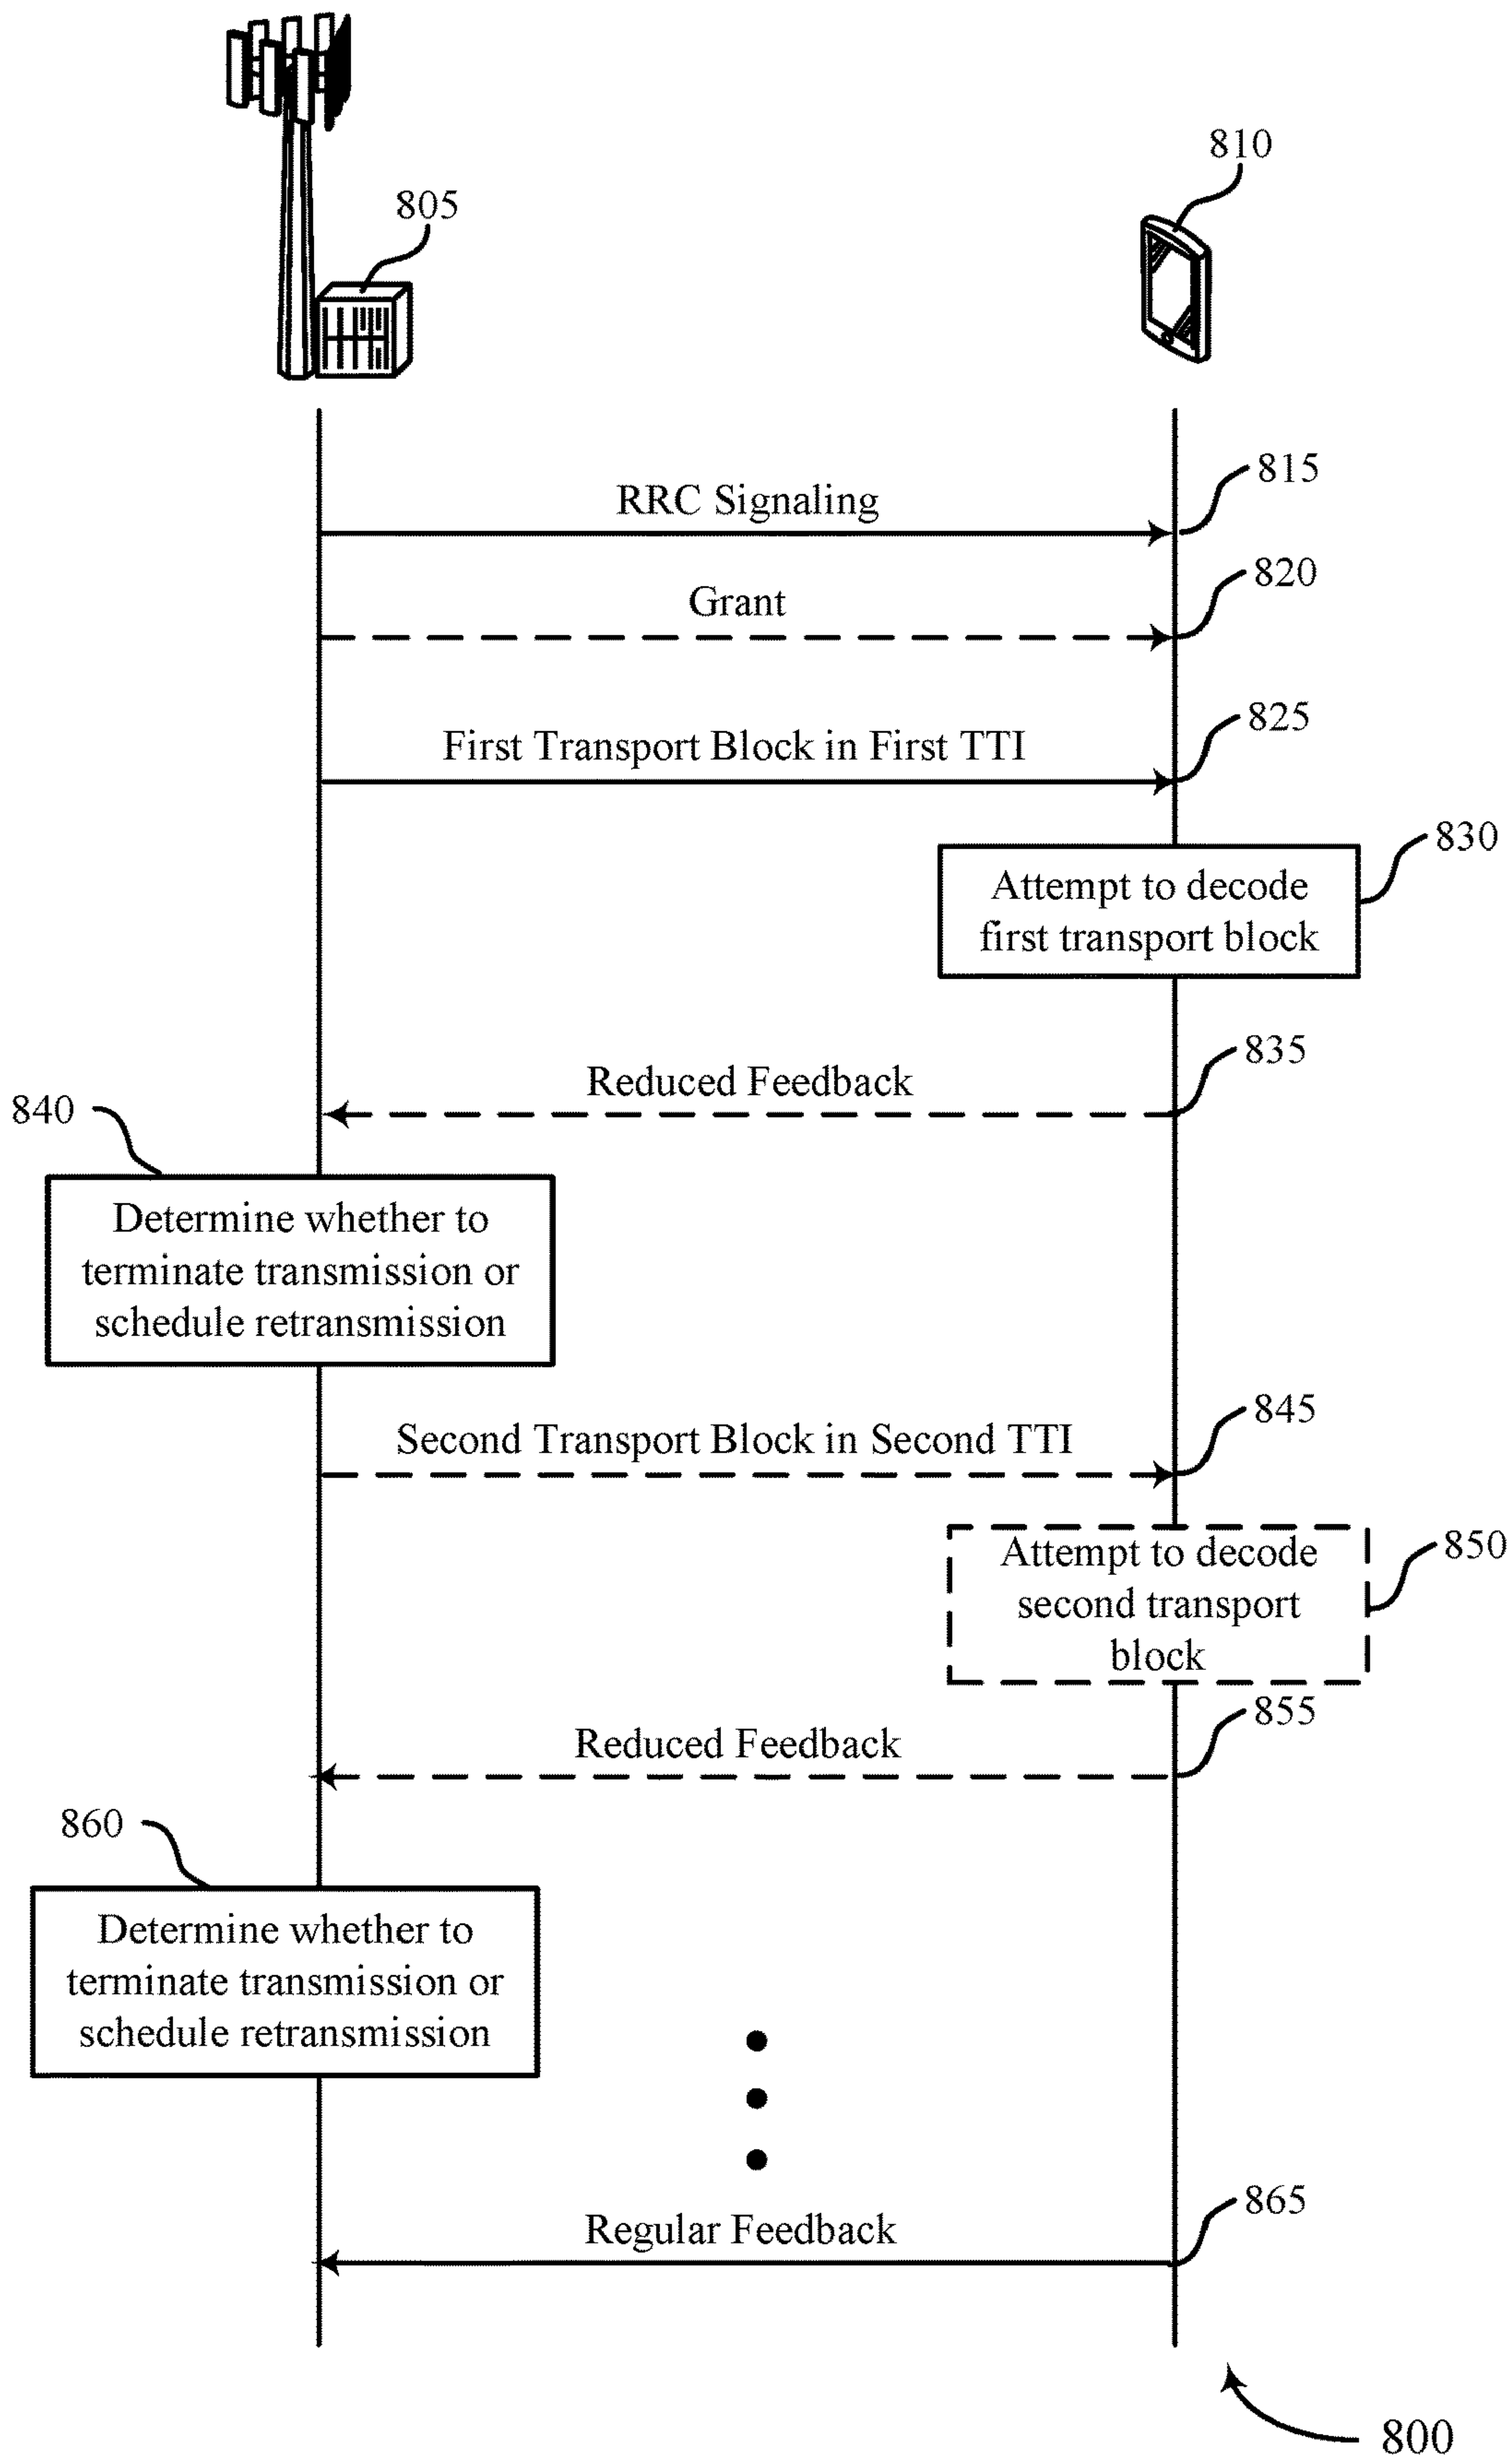 810
805
815
RRC Signaling
820
Grant
825
First Transport Block in First TTI
830
Attempt to decode
first transport block
835
Reduced Feedback
840
Determine whether to
terminate transmission or
schedule retransmission
845
Second Transport Block in Second TTI
850
Attempt to decode
second transport
block
855
Reduced Feedback
860
Determine whether to
terminate transmission or
schedule retransmission
865
Regular Feedback
800